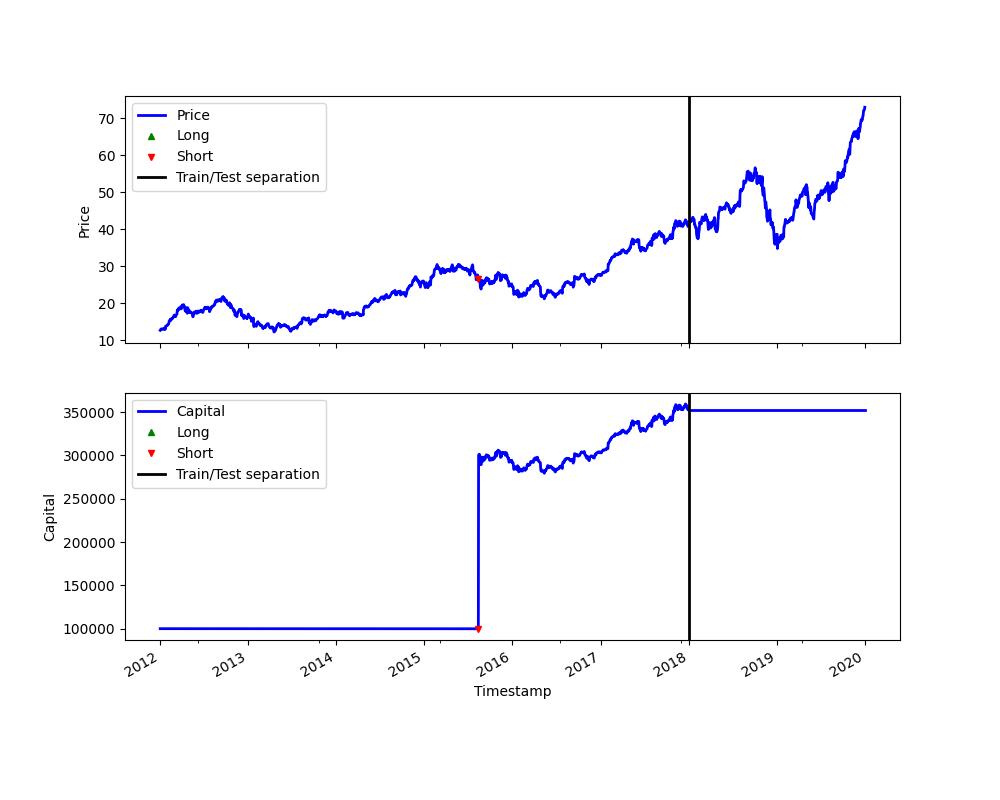 Price
Long
Short
Train/Test separation
70
60
50
40
30
20
10
Price
Capital
Long
Short
Train/Test separation
350000
300000
250000
200000
150000
100000
Capital
2012 2013 2014 2015 2016 2017 2018 2019 2020
Timestamp